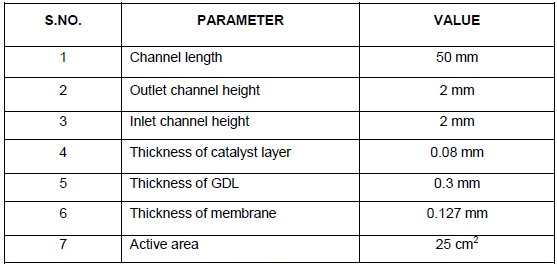 S.NO. PARAMETER VALUE
1 Channel length 50 mm
2 Outlet channel height 2 mm
3 Inlet channel height 2 mm
4 Thickness of catalyst layer 0.08 mm
5 Thickness of GDL 0.3 mm
6 Thickness of membrane 0.127 mm
7 Active area 25 cm²